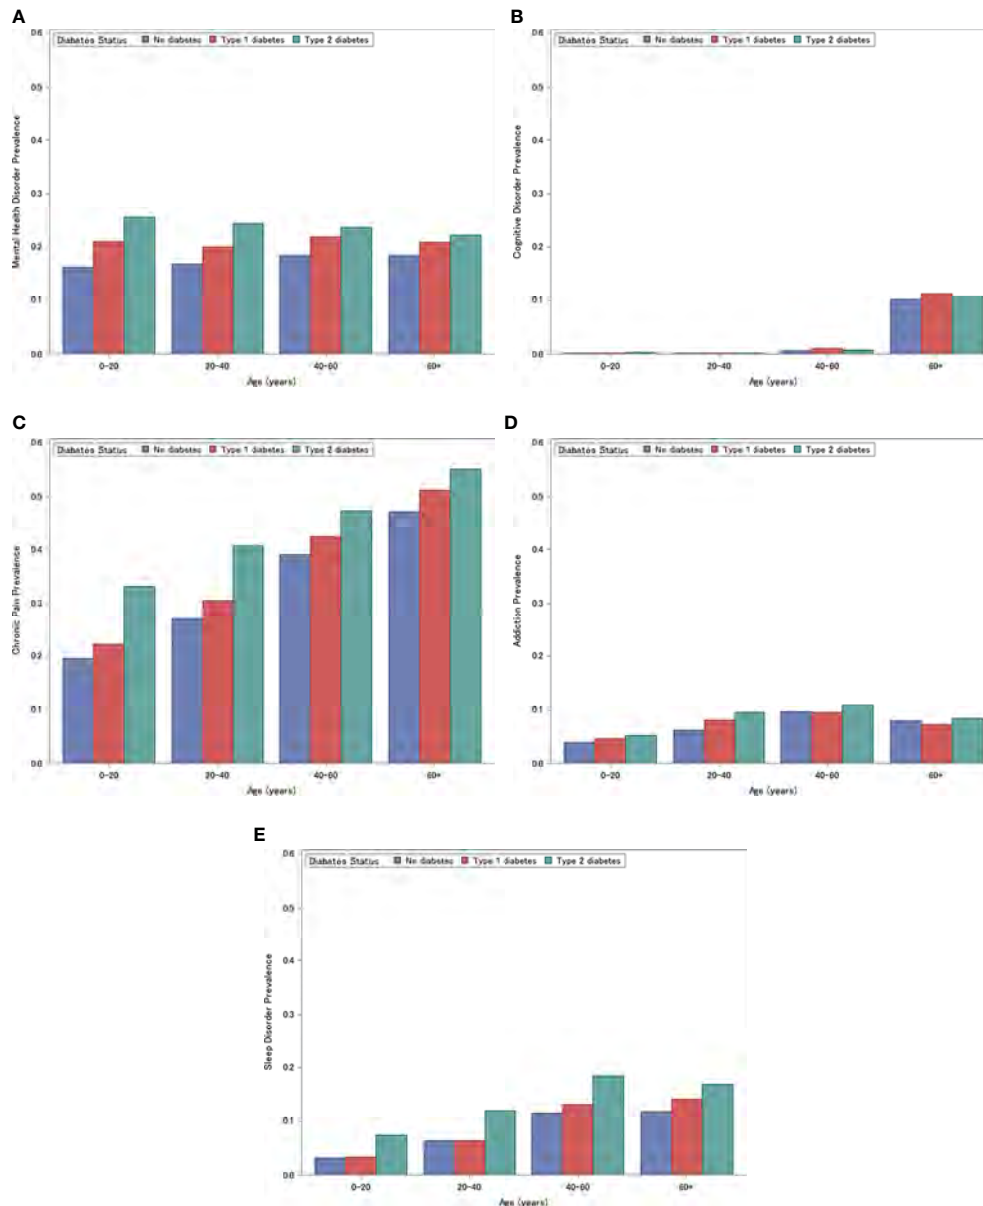 A
Diabetes Status No diabetes Type 1 diabetes Type 2 diabetes
Mental Health Disorder Prevalence
0.6
0.5
0.4
0.3
0.2
0.1
0.0
0-20 20-40 40-60 60+
Age (years)
B
Diabetes Status No diabetes Type 1 diabetes Type 2 diabetes
Cognitive Disorder Prevalence
0.6
0.5
0.4
0.3
0.2
0.1
0.0
0-20 20-40 40-60 60+
Age (years)
C
Diabetes Status No diabetes Type 1 diabetes Type 2 diabetes
Chronic Pain Prevalence
0.6
0.5
0.4
0.3
0.2
0.1
0.0
0-20 20-40 40-60 60+
Age (years)
D
Diabetes Status No diabetes Type 1 diabetes Type 2 diabetes
Addiction Prevalence
0.6
0.5
0.4
0.3
0.2
0.1
0.0
0-20 20-40 40-60 60+
Age (years)
E
Diabetes Status No diabetes Type 1 diabetes Type 2 diabetes
Sleep Disorder Prevalence
0.6
0.5
0.4
0.3
0.2
0.1
0.0
0-20 20-40 40-60 60+
Age (years)